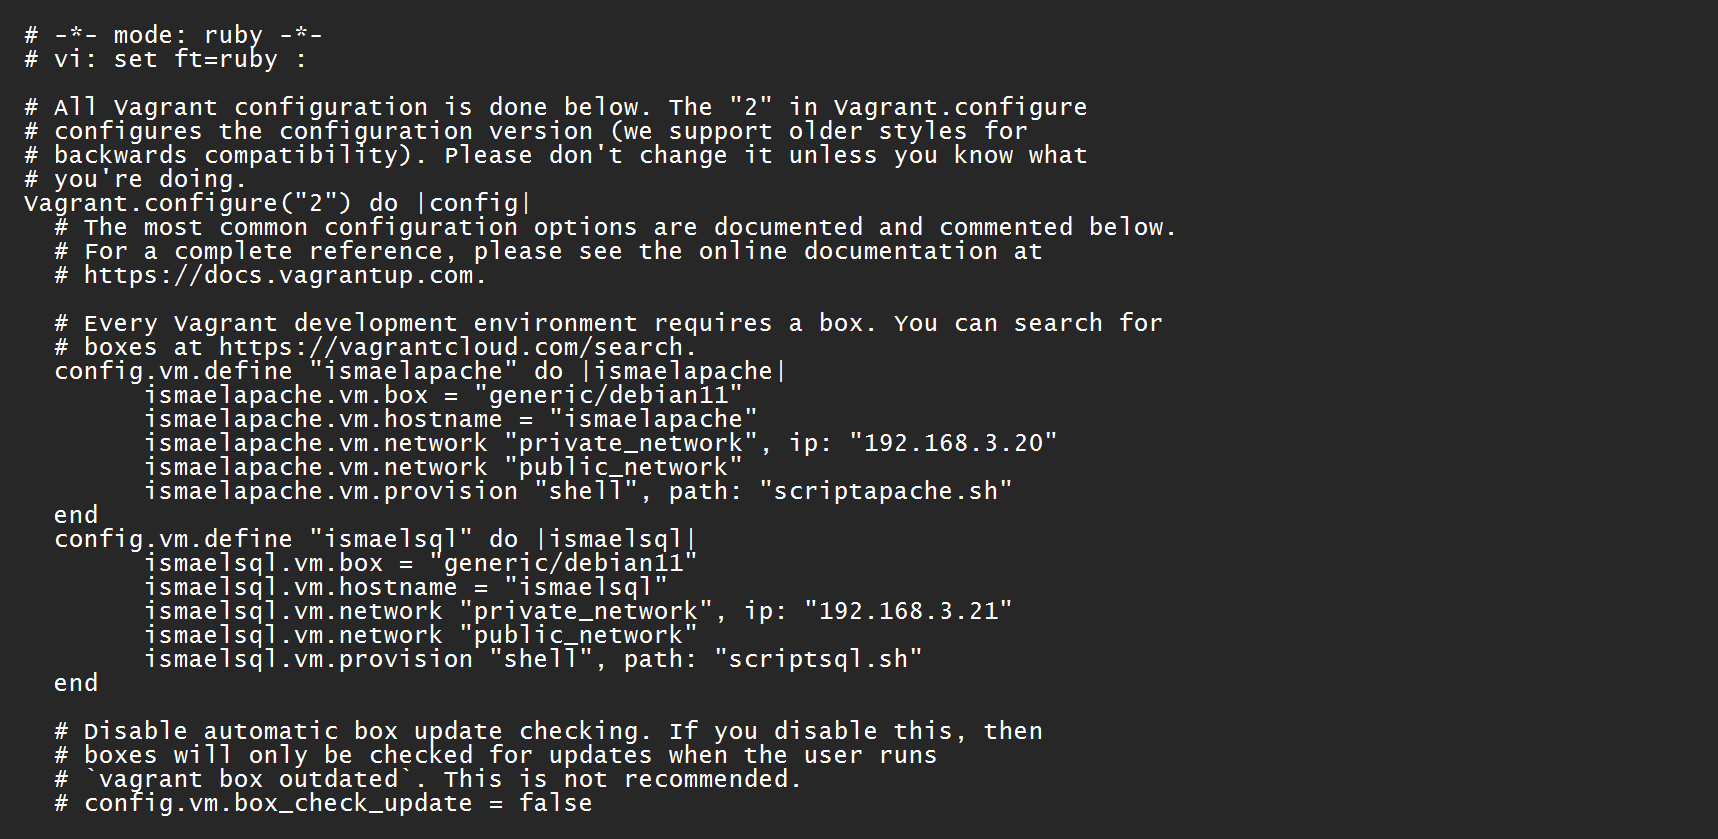 # -*- mode: ruby -*-
# vi: set ft=ruby :
# All Vagrant configuration is done below. The "2" in Vagrant.configure
# configures the configuration version (we support older styles for
# backwards compatibility). Please don't change it unless you know what
# you're doing.
Vagrant.configure("2") do |config|
  # The most common configuration options are documented and commented below.
  # For a complete reference, please see the online documentation at
  # https://docs.vagrantup.com.
  # Every Vagrant development environment requires a box. You can search for
  # boxes at https://vagrantcloud.com/search.
  config.vm.define "ismaelapache" do |ismaelapache|
        ismaelapache.vm.box = "generic/debian11"
        ismaelapache.vm.hostname = "ismaelapache"
        ismaelapache.vm.network "private_network", ip: "192.168.3.20"
        ismaelapache.vm.network "public_network"
        ismaelapache.vm.provision "shell", path: "scriptapache.sh"
  end
  config.vm.define "ismaelsql" do |ismaelsql|
        ismaelsql.vm.box = "generic/debian11"
        ismaelsql.vm.hostname = "ismaelsql"
        ismaelsql.vm.network "private_network", ip: "192.168.3.21"
        ismaelsql.vm.network "public_network"
        ismaelsql.vm.provision "shell", path: "scriptsql.sh"
  end
  # Disable automatic box update checking. If you disable this, then
  # boxes will only be checked for updates when the user runs
  # `vagrant box outdated`. This is not recommended.
  # config.vm.box_check_update = false